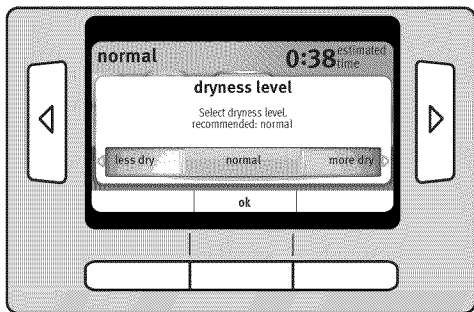 normal 0:38 estimated time
dryness level
Select dryness level.
recommended: normal
less dry normal more dry
ok